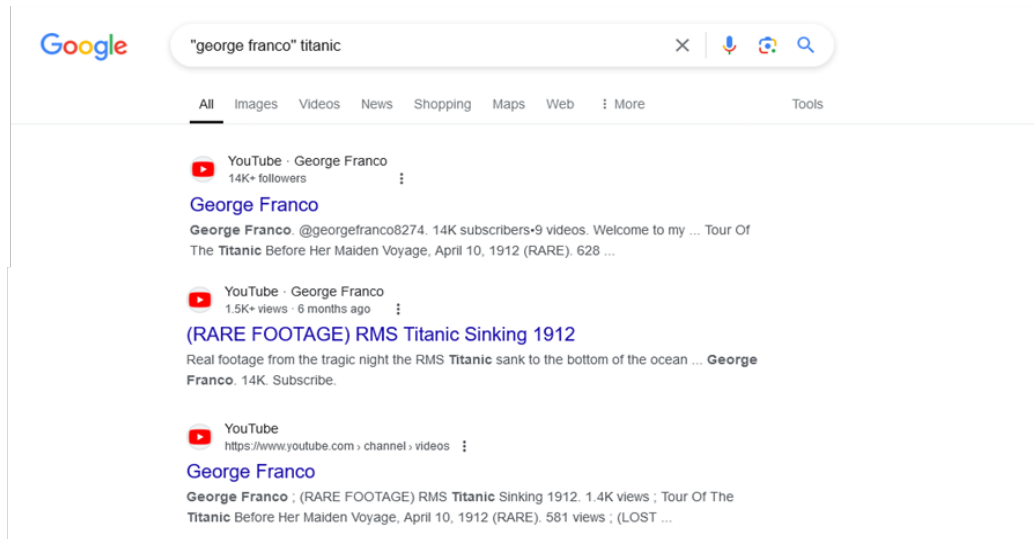 Google
"george franco" titanic
All Images Videos News Shopping Maps Web More Tools
YouTube · George Franco
14K+ followers
George Franco
George Franco. @georgefranco8274. 14K subscribers•9 videos. Welcome to my ... Tour Of
The Titanic Before Her Maiden Voyage, April 10, 1912 (RARE). 628 ...
YouTube · George Franco
1.5K+ views · 6 months ago
(RARE FOOTAGE) RMS Titanic Sinking 1912
Real footage from the tragic night the RMS Titanic sank to the bottom of the ocean ... George
Franco. 14K. Subscribe.
YouTube
https://www.youtube.com › channel › videos
George Franco
George Franco ; (RARE FOOTAGE) RMS Titanic Sinking 1912. 1.4K views ; Tour Of The
Titanic Before Her Maiden Voyage, April 10, 1912 (RARE). 581 views ; (LOST ...